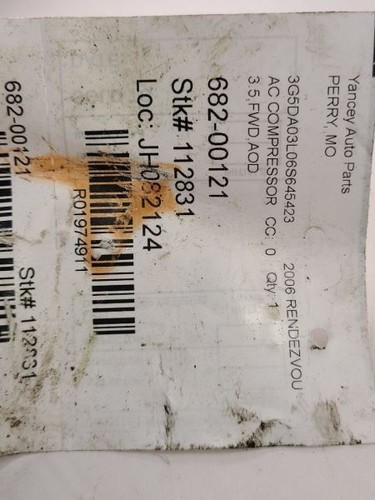 Yancey Auto Parts
PERRY, MO
3G5DA03L06S645423 2006 RENDEZVOU
AC COMPRESSOR CC: 0 Qty: 1
3.5,FWD,AOD
682-00121
Stk# 112831
Loc: JH082124
R01974911
682-00121 Stk# 112831